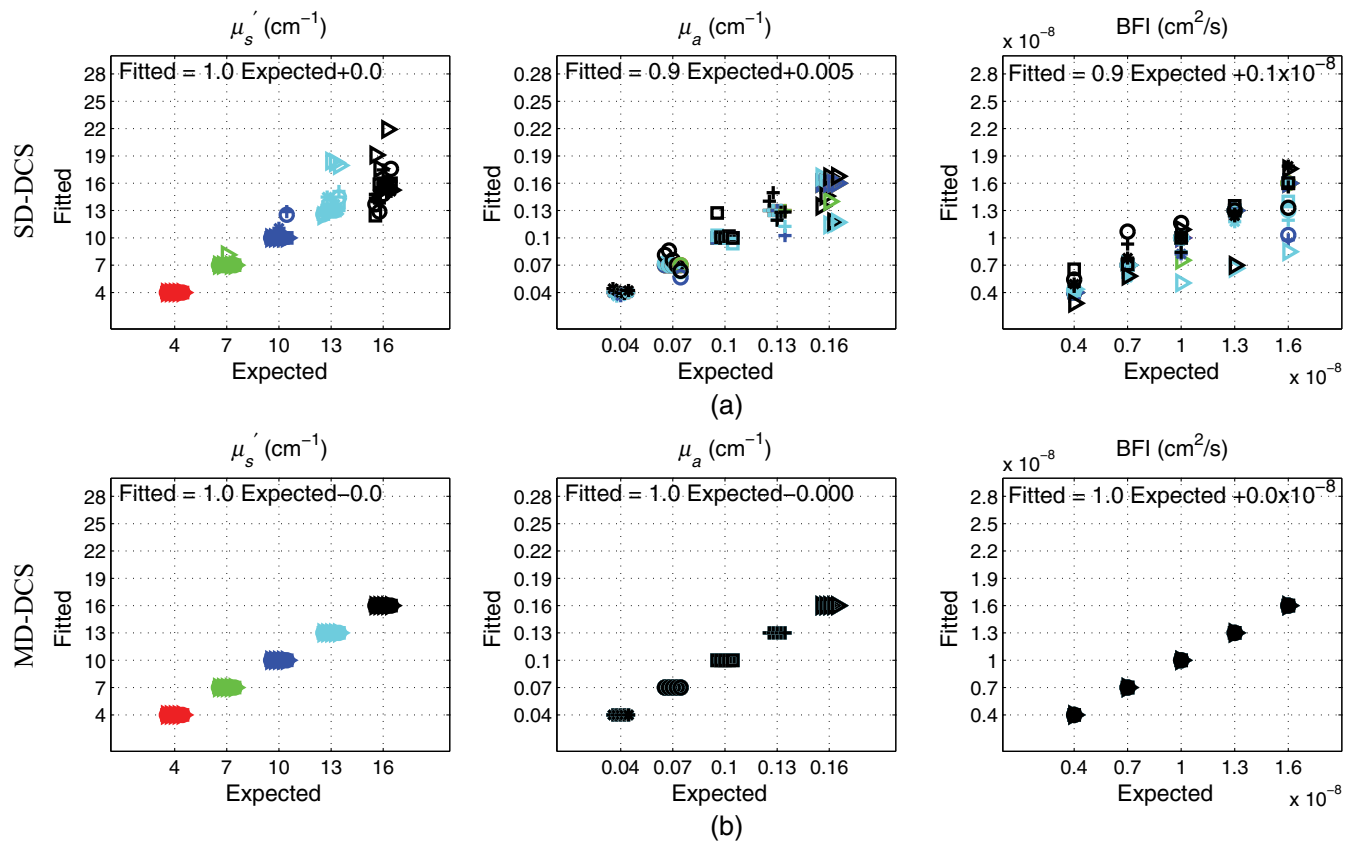 μs′ (cm−1)
μa (cm−1)
BFI (cm2/s)
x 10−8
SD-DCS
Fitted
28
25
22
19
16
13
10
7
4
Fitted = 1.0 Expected+0.0
4 7 10 13 16
Expected
Fitted
0.28
0.25
0.22
0.19
0.16
0.13
0.1
0.07
0.04
Fitted = 0.9 Expected+0.005
0.04 0.07 0.1 0.13 0.16
Expected
Fitted
2.8
2.5
2.2
1.9
1.6
1.3
1
0.7
0.4
Fitted = 0.9 Expected +0.1x10−8
0.4 0.7 1 1.3 1.6
Expected
x 10−8
(a)
μs′ (cm−1)
μa (cm−1)
BFI (cm2/s)
x 10−8
MD-DCS
Fitted
28
25
22
19
16
13
10
7
4
Fitted = 1.0 Expected−0.0
4 7 10 13 16
Expected
Fitted
0.28
0.25
0.22
0.19
0.16
0.13
0.1
0.07
0.04
Fitted = 1.0 Expected−0.000
0.04 0.07 0.1 0.13 0.16
Expected
Fitted
2.8
2.5
2.2
1.9
1.6
1.3
1
0.7
0.4
Fitted = 1.0 Expected +0.0x10−8
0.4 0.7 1 1.3 1.6
Expected
x 10−8
(b)